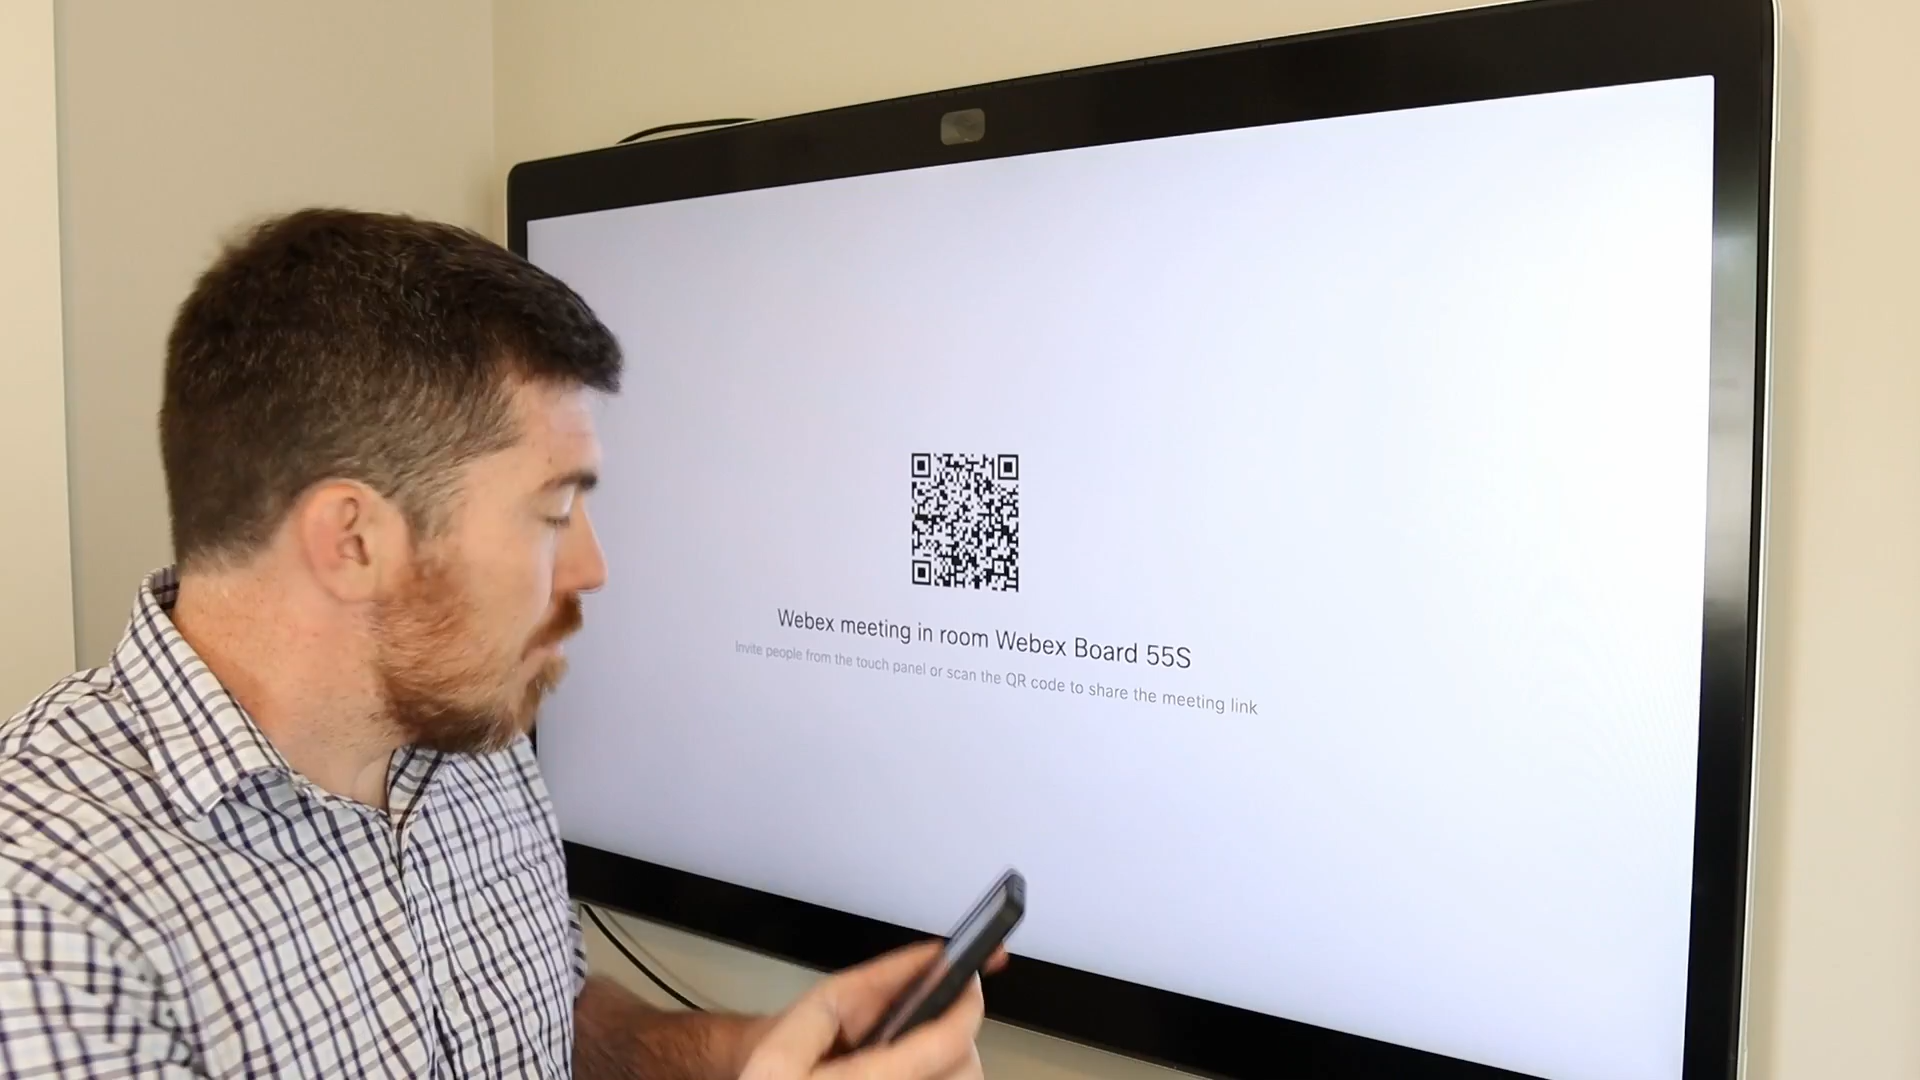 Webex meeting in room Webex Board 55S
Invite people from the touch panel or scan the QR code to share the meeting link